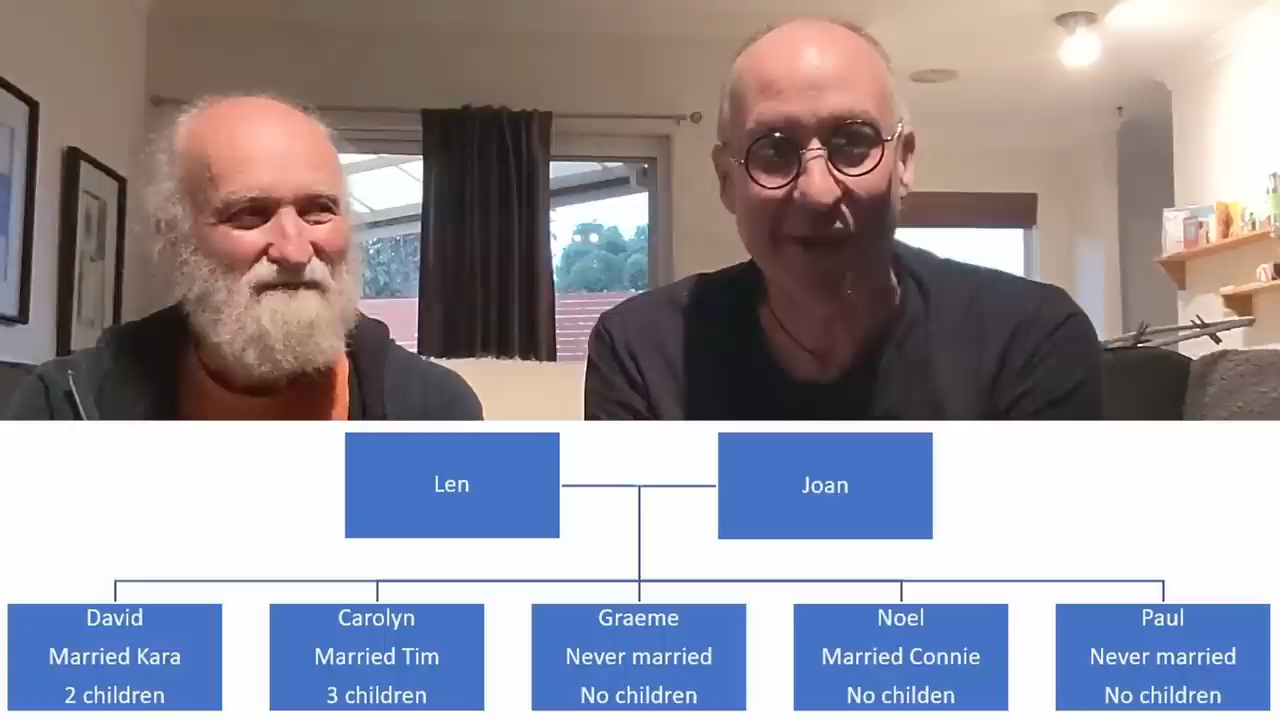 Len
Joan
David
Married Kara
2 children
Carolyn
Married Tim
3 children
Graeme
Never married
No children
Noel
Married Connie
No childen
Paul
Never married
No children